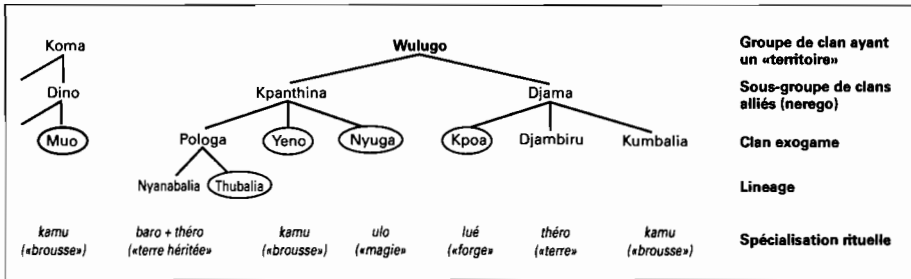 Koma Wulugo Groupe de clan ayant
un «territoire»
Dino Kpanthina Djama Sous-groupe de clans
alliés (nerego)
Muo Pologa Yeno Nyuga Kpoa Djambiru Kumbalia Clan exogame
Nyanabalia Thubalia Lineage
kamu baro + théro kamu ulo lué théro kamu Spécialisation rituelle
(«brousse») («terre héritée») («brousse») («magie») («forge») («terre») («brousse»)